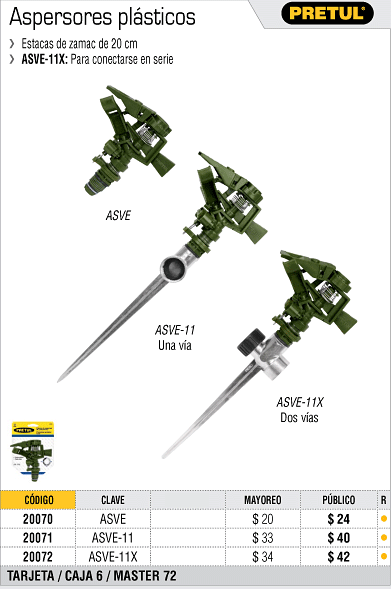 Aspersores plásticos
PRETUL®
› Estacas de zamac de 20 cm
› ASVE-11X: Para conectarse en serie
ASVE
ASVE-11
Una vía
ASVE-11X
Dos vías
PRETUL
CÓDIGO CLAVE MAYOREO PÚBLICO R
20070 ASVE $ 20 $ 24 •
20071 ASVE-11 $ 33 $ 40 •
20072 ASVE-11X $ 34 $ 42 •
TARJETA / CAJA 6 / MASTER 72